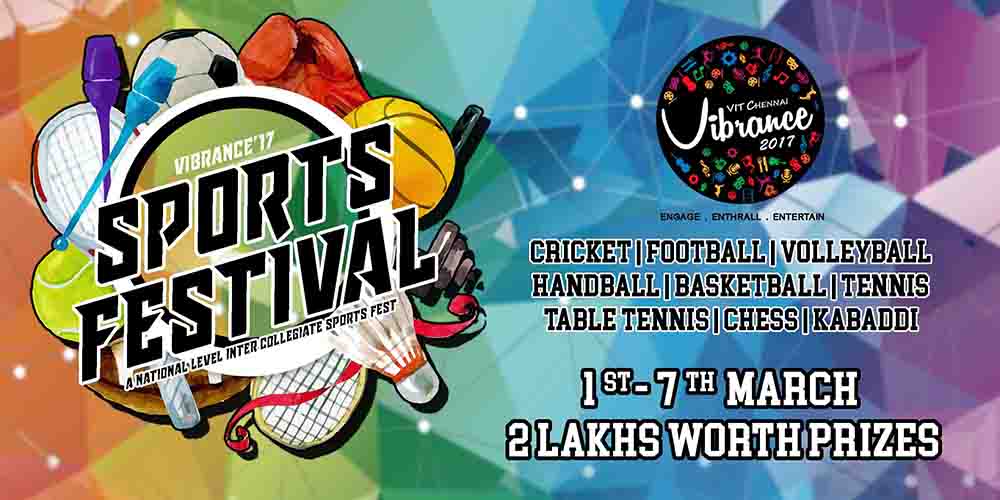 VIBRANCE'17
SPORTS
FESTIVAL
A NATIONAL LEVEL INTER COLLEGIATE SPORTS FEST
VIT CHENNAI
Vibrance
2017
ENGAGE . ENTHRALL . ENTERTAIN
CRICKET|FOOTBALL|VOLLEYBALL
HANDBALL|BASKETBALL|TENNIS
TABLE TENNIS|CHESS|KABADDI
1 ST - 7 TH MARCH
2 LAKHS WORTH PRIZES